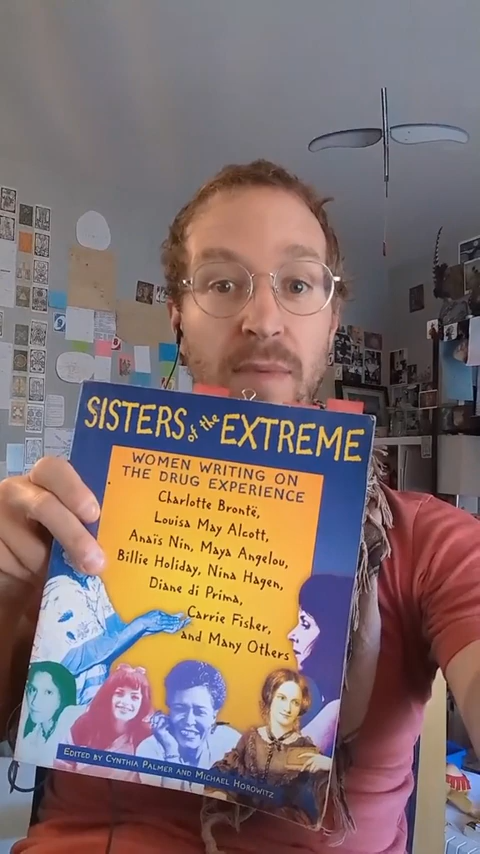 SISTERS of the EXTREME
WOMEN WRITING ON
THE DRUG EXPERIENCE
Charlotte Brontë,
Louisa May Alcott,
Anaïs Nin, Maya Angelou,
Billie Holiday, Nina Hagen,
Diane di Prima,
Carrie Fisher,
and Many Others
EDITED BY CYNTHIA PALMER AND MICHAEL HOROWITZ